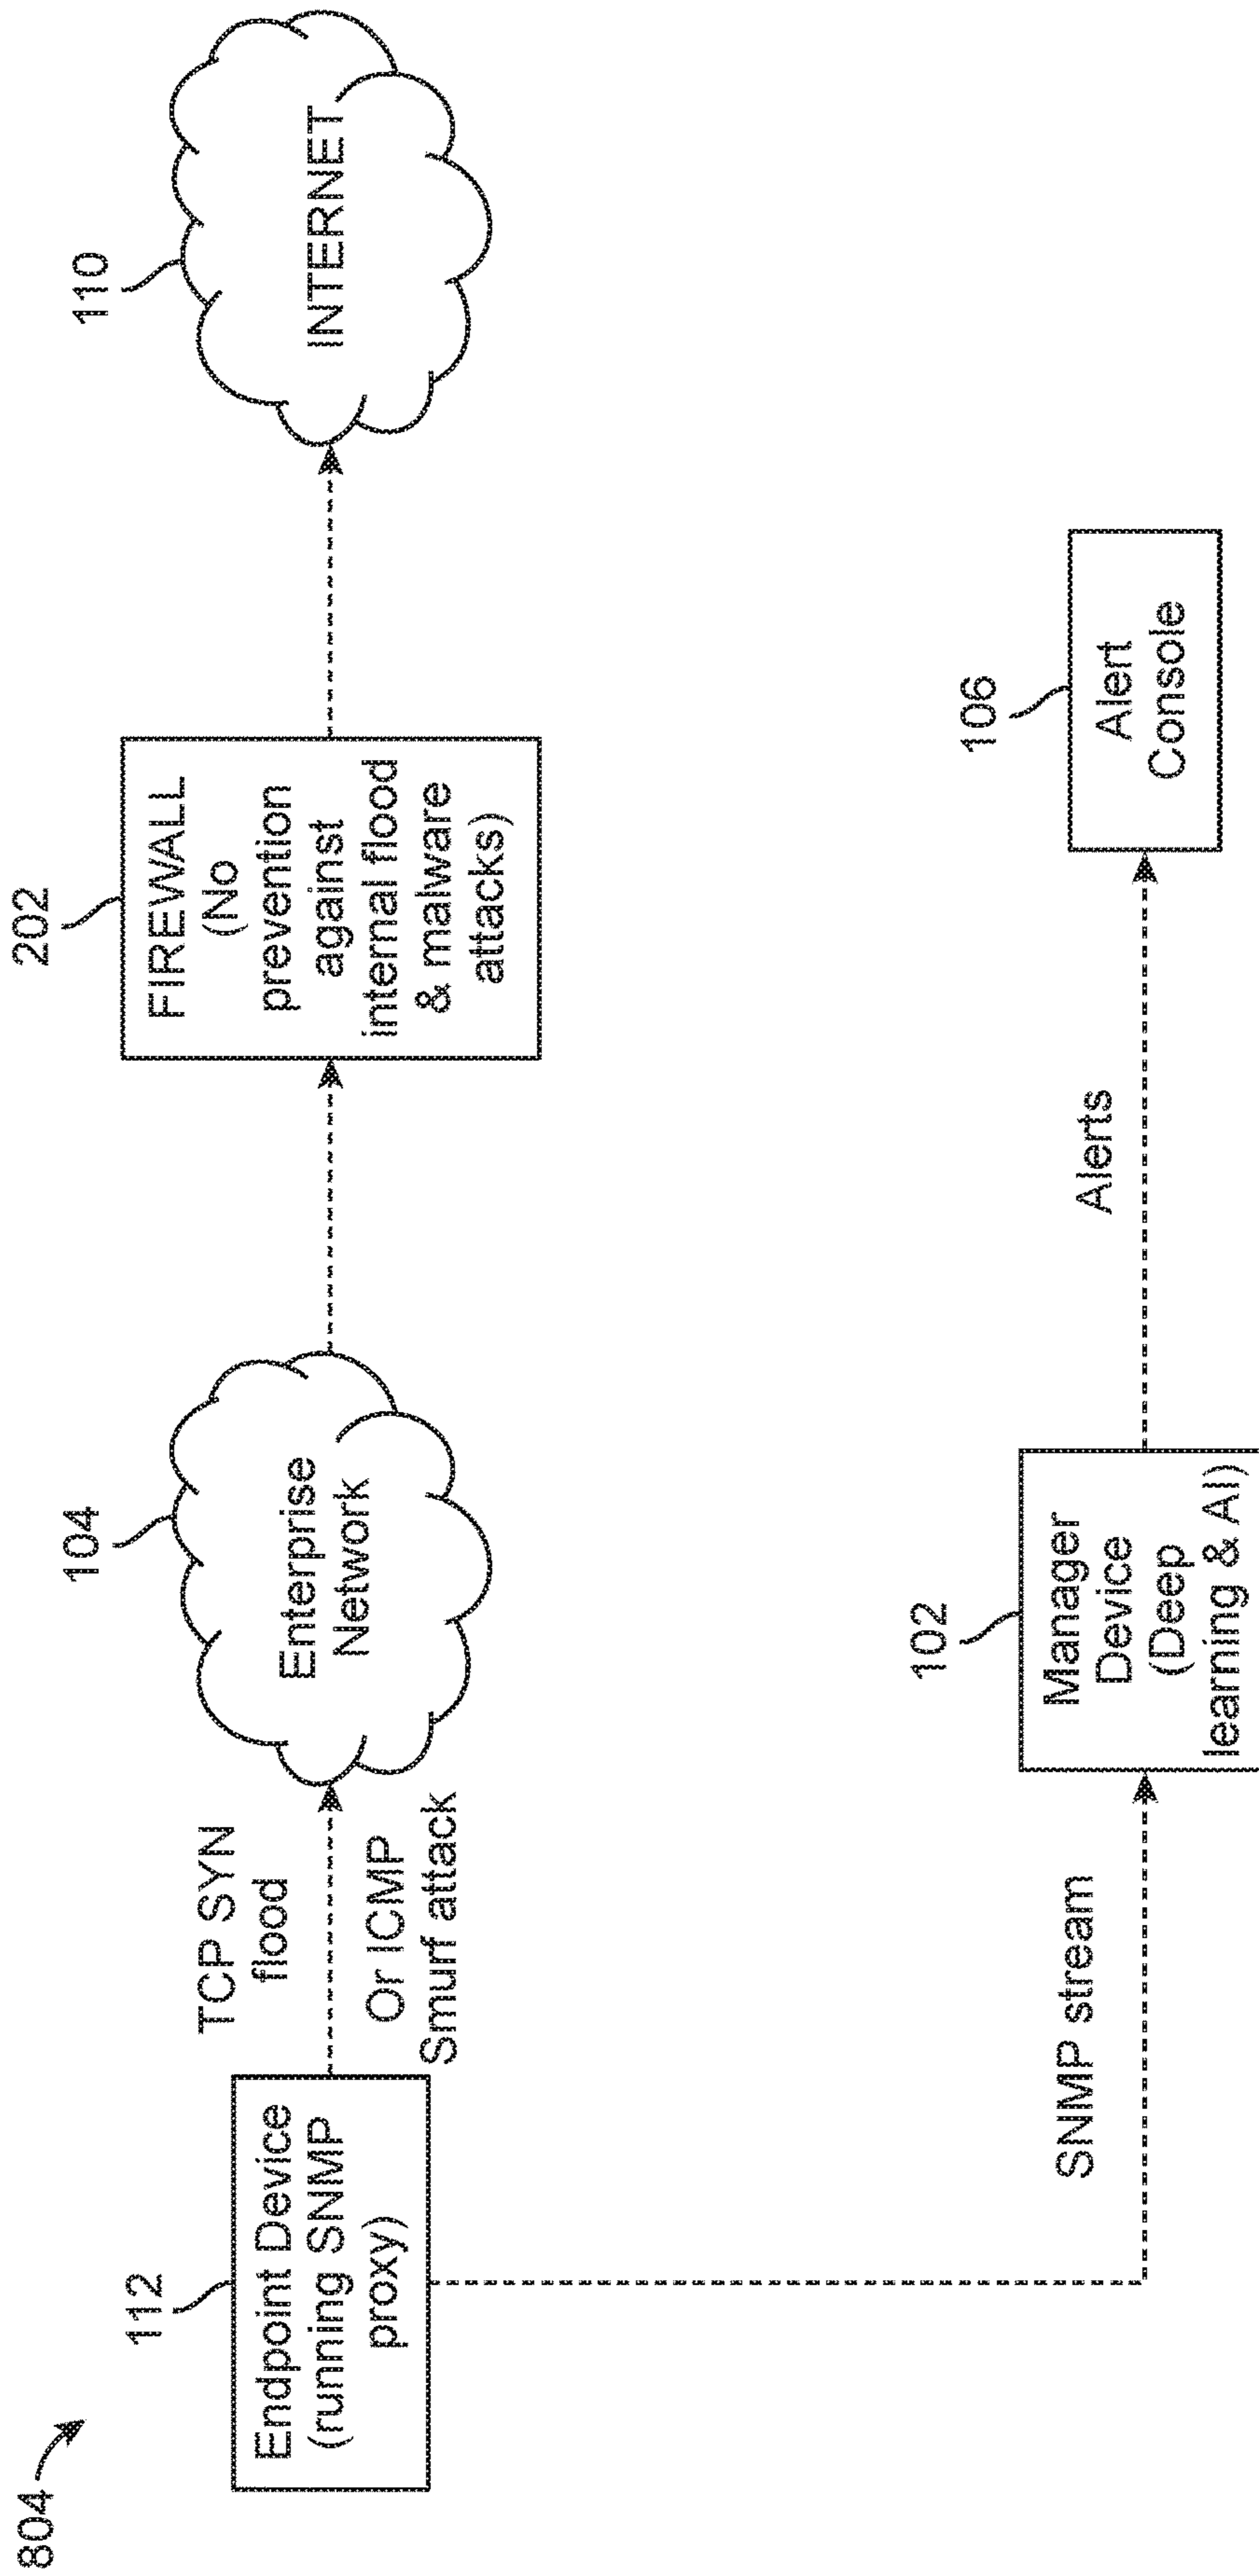 804
112
Endpoint Device
(running SNMP
proxy)
TCP SYN
flood
Or ICMP
Smurf attack
104
Enterprise
Network
202
FIREWALL
(No
prevention
against
internal flood
& malware
attacks)
110
INTERNET
SNMP stream
102
Manager
Device
(Deep
learning & AI)
Alerts
106
Alert
Console